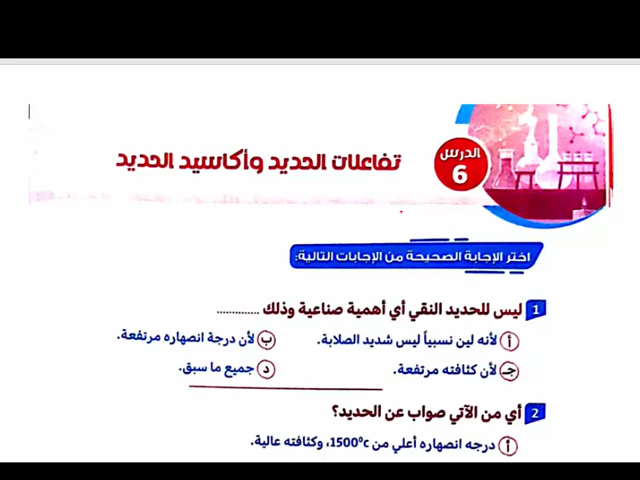 الدرس
6
تفاعلات الحديد وأكاسيد الحديد
اختر الإجابة الصحيحة من الإجابات التالية:
1 ليس للحديد النقي أي أهمية صناعية وذلك ..............
أ لأنه لين نسبياً ليس شديد الصلابة. ب لأن درجة انصهاره مرتفعة.
جـ لأن كثافته مرتفعة. د جميع ما سبق.
2 أي من الآتي صواب عن الحديد؟
أ درجه انصهاره أعلي من 1500⁰c، وكثافته عالية.